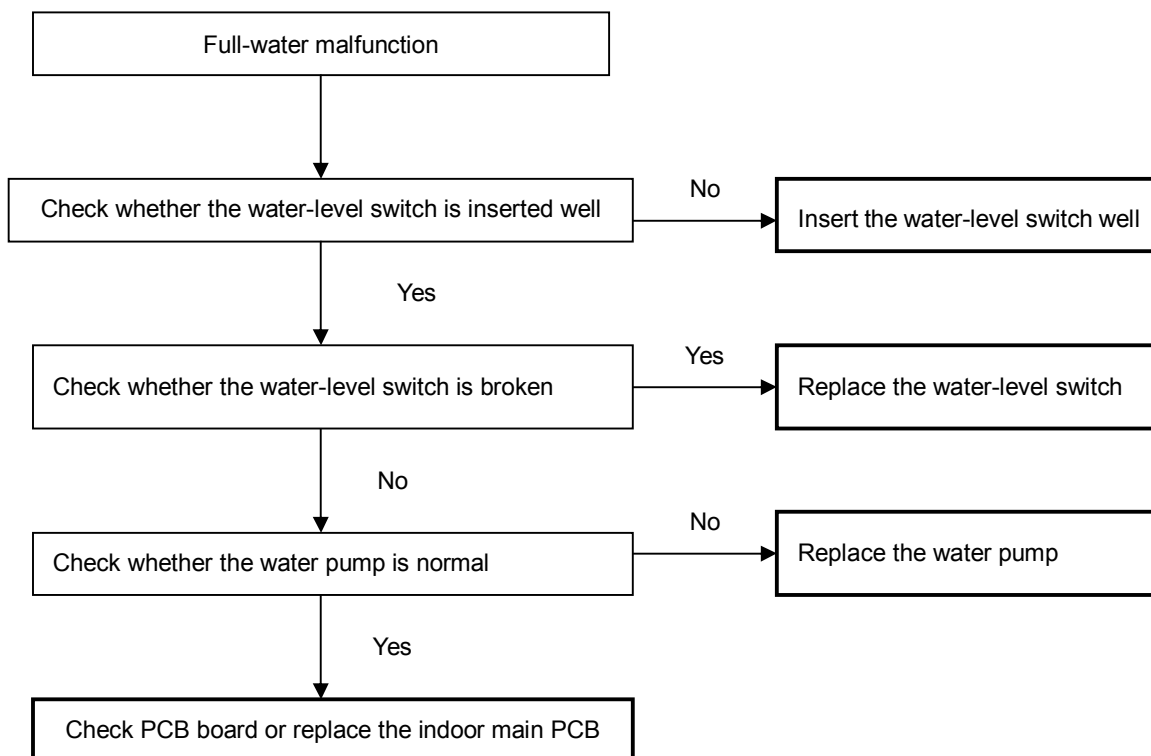 Full-water malfunction
Check whether the water-level switch is inserted well
No
Insert the water-level switch well
Yes
Check whether the water-level switch is broken
Yes
Replace the water-level switch
No
Check whether the water pump is normal
No
Replace the water pump
Yes
Check PCB board or replace the indoor main PCB